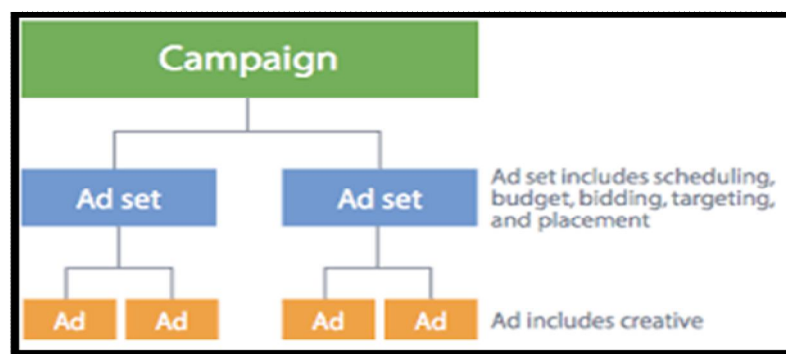 Campaign
Ad set
Ad set
Ad set includes scheduling,
budget, bidding, targeting,
and placement
Ad
Ad
Ad
Ad
Ad includes creative